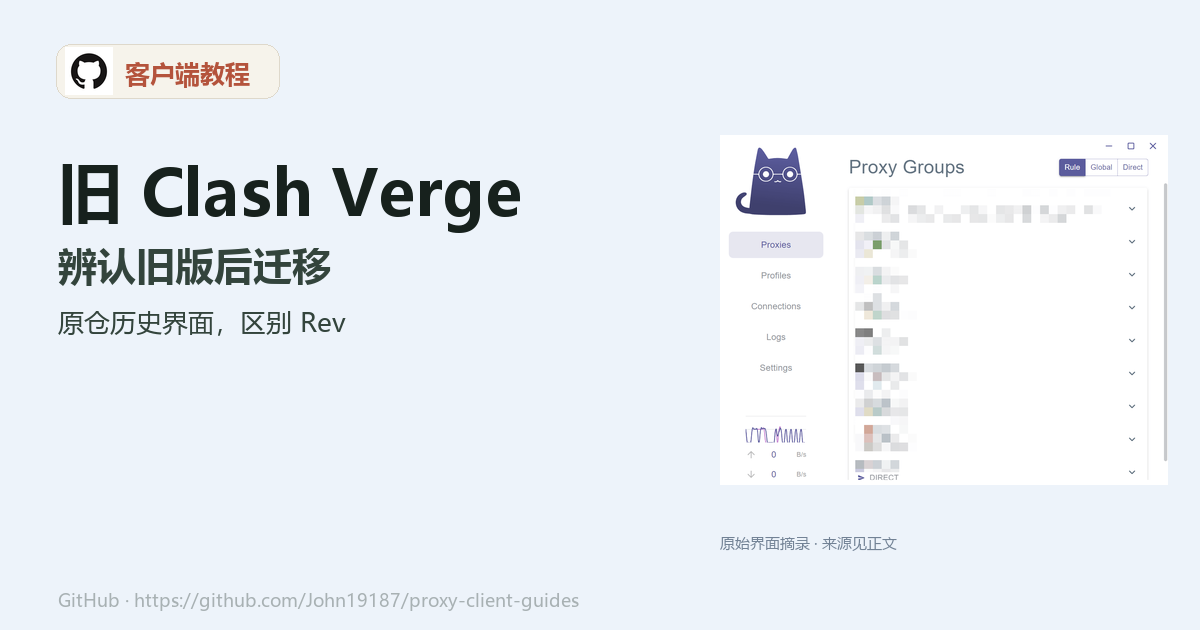 客户端教程
旧 Clash Verge
辨认旧版后迁移
原仓历史界面，区别 Rev
Proxy Groups
Rule Global Direct
Proxies
Profiles
Connections
Logs
Settings
0 B/s
0 B/s
DIRECT
原始界面摘录 · 来源见正文
GitHub · https://github.com/John19187/proxy-client-guides